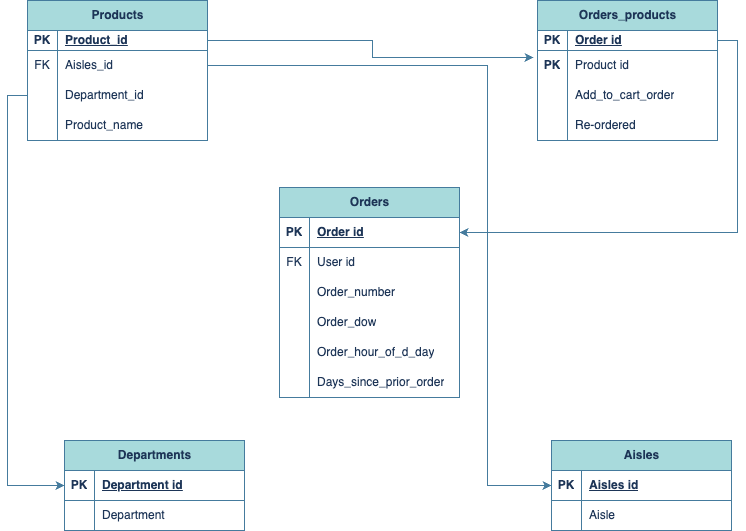 Products
PK Product_id
FK Aisles_id
Department_id
Product_name
Orders_products
PK Order id
PK Product id
Add_to_cart_order
Re-ordered
Orders
PK Order id
FK User id
Order_number
Order_dow
Order_hour_of_d_day
Days_since_prior_order
Departments
PK Department id
Department
Aisles
PK Aisles id
Aisle